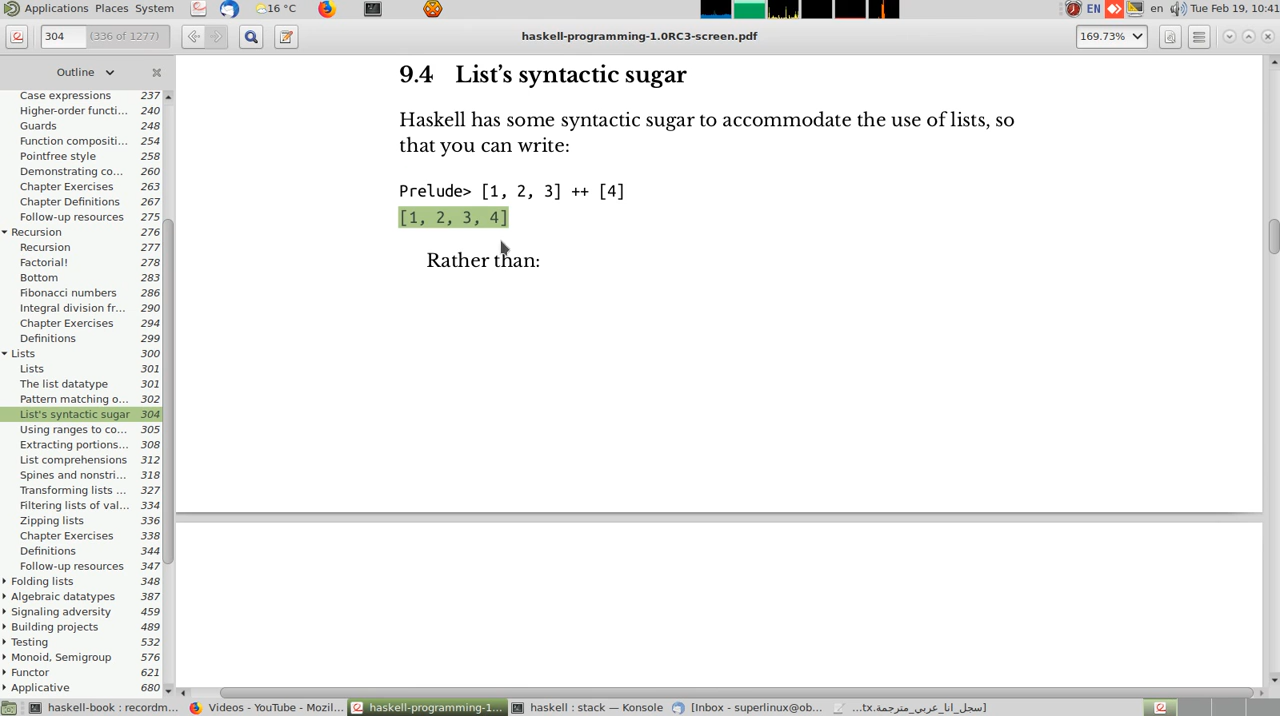 Applications Places System 16 °C EN en Tue Feb 19, 10:41
304 (336 of 1277) haskell-programming-1.0RC3-screen.pdf 169.73%
Outline
Case expressions 237
Higher-order functi... 240
Guards 248
Function compositi... 254
Pointfree style 258
Demonstrating co... 260
Chapter Exercises 263
Chapter Definitions 262
Follow-up resources 275
Recursion 276
Recursion 277
Factorial! 278
Bottom 283
Fibonacci numbers 286
Integral division fr... 290
Chapter Exercises 294
Definitions 299
Lists 300
Lists 301
The list datatype 301
Pattern matching o... 302
List's syntactic sugar 304
Using ranges to co... 305
Extracting portions... 308
List comprehensions 312
Spines and nonstri... 318
Transforming lists ... 327
Filtering lists of val... 334
Zipping lists 336
Chapter Exercises 338
Definitions 344
Follow-up resources 347
Folding lists 348
Algebraic datatypes 387
Signaling adversity 459
Building projects 489
Testing 532
Monoid, Semigroup 576
Functor 621
Applicative 680
9.4 List’s syntactic sugar
Haskell has some syntactic sugar to accommodate the use of lists, so
that you can write:
Prelude> [1, 2, 3] ++ [4]
[1, 2, 3, 4]
Rather than:
haskell-book : recordm... Videos - YouTube - Mozil... haskell-programming-1... haskell : stack — Konsole [Inbox - superlinux@ob... ...tx.سجل_انا_عربي_مترجمة]